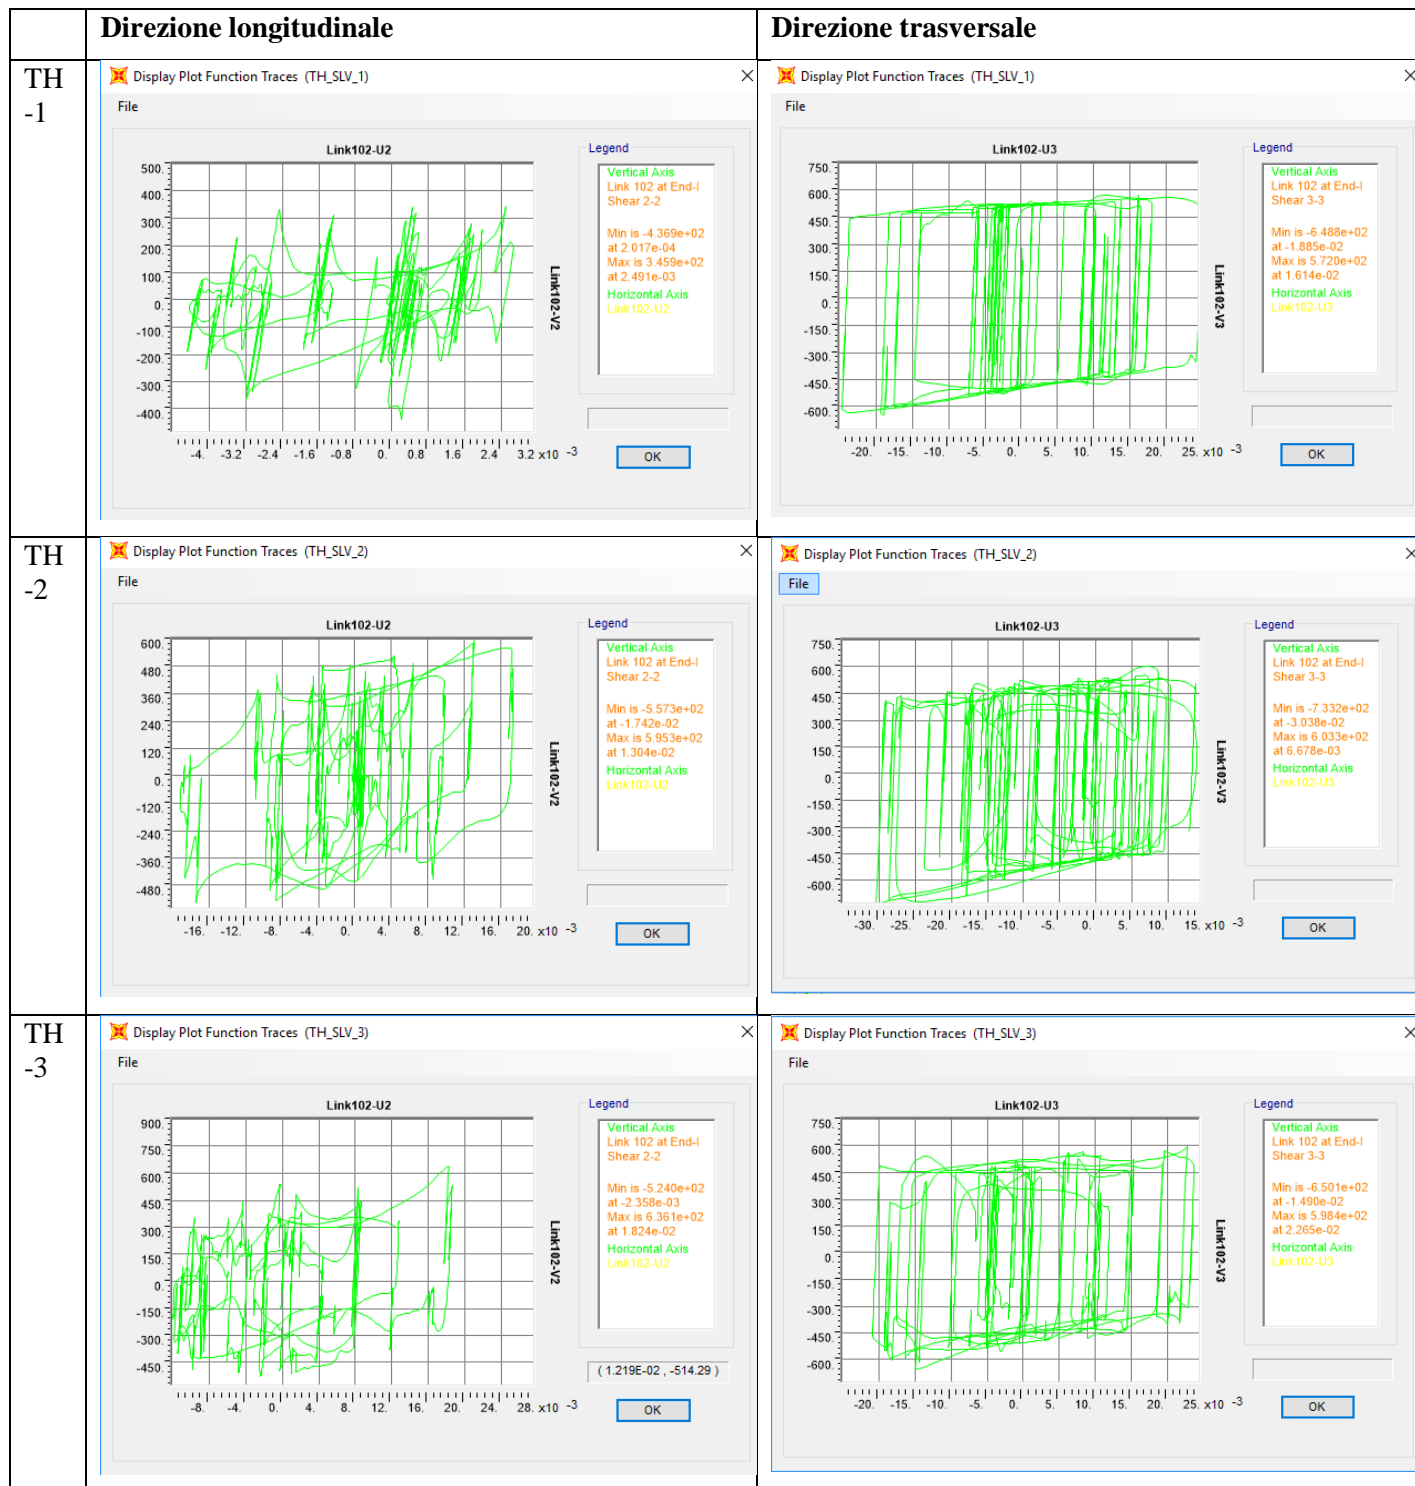 Direzione longitudinale
Direzione trasversale
TH
-1
Display Plot Function Traces (TH_SLV_1)
File
Link102-U2
500.
400.
300.
200.
100.
0.
-100.
-200.
-300.
-400.
-4. -3.2 -2.4 -1.6 -0.8 0. 0.8 1.6 2.4 3.2 x10 -3
Link102-V2
Legend
Vertical Axis
Link 102 at End-I
Shear 2-2
Min is -4.369e+02
at 2.017e-04
Max is 3.459e+02
at 2.491e-03
Horizontal Axis
Link102-U2
OK
Display Plot Function Traces (TH_SLV_1)
File
Link102-U3
750.
600.
450.
300.
150.
0.
-150.
-300.
-450.
-600.
-20. -15. -10. -5. 0. 5. 10. 15. 20. 25. x10 -3
Link102-V3
Legend
Vertical Axis
Link 102 at End-I
Shear 3-3
Min is -6.488e+02
at -1.885e-02
Max is 5.720e+02
at 1.614e-02
Horizontal Axis
Link102-U3
OK
TH
-2
Display Plot Function Traces (TH_SLV_2)
File
Link102-U2
600.
480.
360.
240.
120.
0.
-120.
-240.
-360.
-480.
-16. -12. -8. -4. 0. 4. 8. 12. 16. 20. x10 -3
Link102-V2
Legend
Vertical Axis
Link 102 at End-I
Shear 2-2
Min is -5.573e+02
at -1.742e-02
Max is 5.953e+02
at 1.304e-02
Horizontal Axis
Link102-U2
OK
Display Plot Function Traces (TH_SLV_2)
File
Link102-U3
750.
600.
450.
300.
150.
0.
-150.
-300.
-450.
-600.
-30. -25. -20. -15. -10. -5. 0. 5. 10. 15. x10 -3
Link102-V3
Legend
Vertical Axis
Link 102 at End-I
Shear 3-3
Min is -7.332e+02
at -3.038e-02
Max is 6.033e+02
at 6.678e-03
Horizontal Axis
Link102-U3
OK
TH
-3
Display Plot Function Traces (TH_SLV_3)
File
Link102-U2
900.
750.
600.
450.
300.
150.
0.
-150.
-300.
-450.
-8. -4. 0. 4. 8. 12. 16. 20. 24. 28. x10 -3
Link102-V2
Legend
Vertical Axis
Link 102 at End-I
Shear 2-2
Min is -5.240e+02
at -2.358e-03
Max is 6.361e+02
at 1.824e-02
Horizontal Axis
Link102-U2
( 1.219E-02 , -514.29 )
OK
Display Plot Function Traces (TH_SLV_3)
File
Link102-U3
750.
600.
450.
300.
150.
0.
-150.
-300.
-450.
-600.
-20. -15. -10. -5. 0. 5. 10. 15. 20. 25. x10 -3
Link102-V3
Legend
Vertical Axis
Link 102 at End-I
Shear 3-3
Min is -6.501e+02
at -1.490e-02
Max is 5.984e+02
at 2.265e-02
Horizontal Axis
Link102-U3
OK